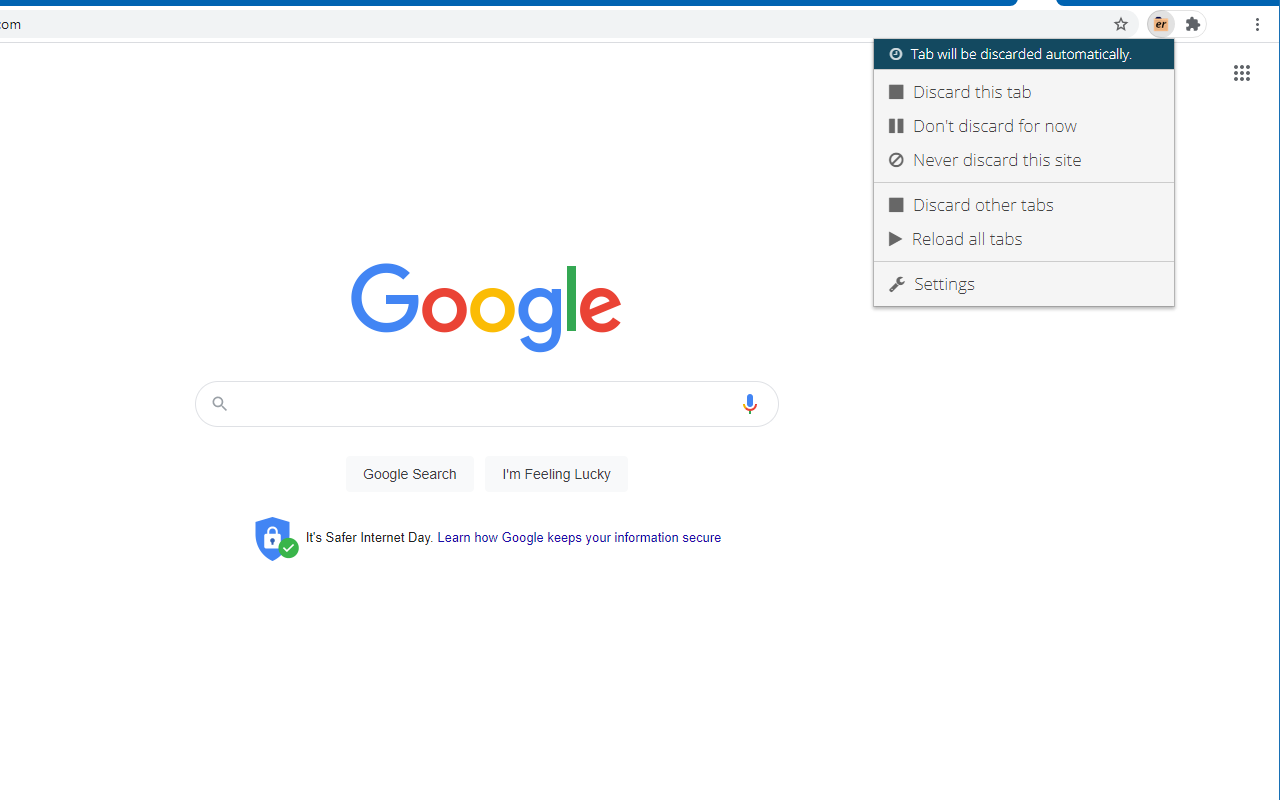 com
er
Tab will be discarded automatically.
Discard this tab
Don't discard for now
Never discard this site
Discard other tabs
Reload all tabs
Settings
Google
Google Search
I'm Feeling Lucky
It's Safer Internet Day. Learn how Google keeps your information secure